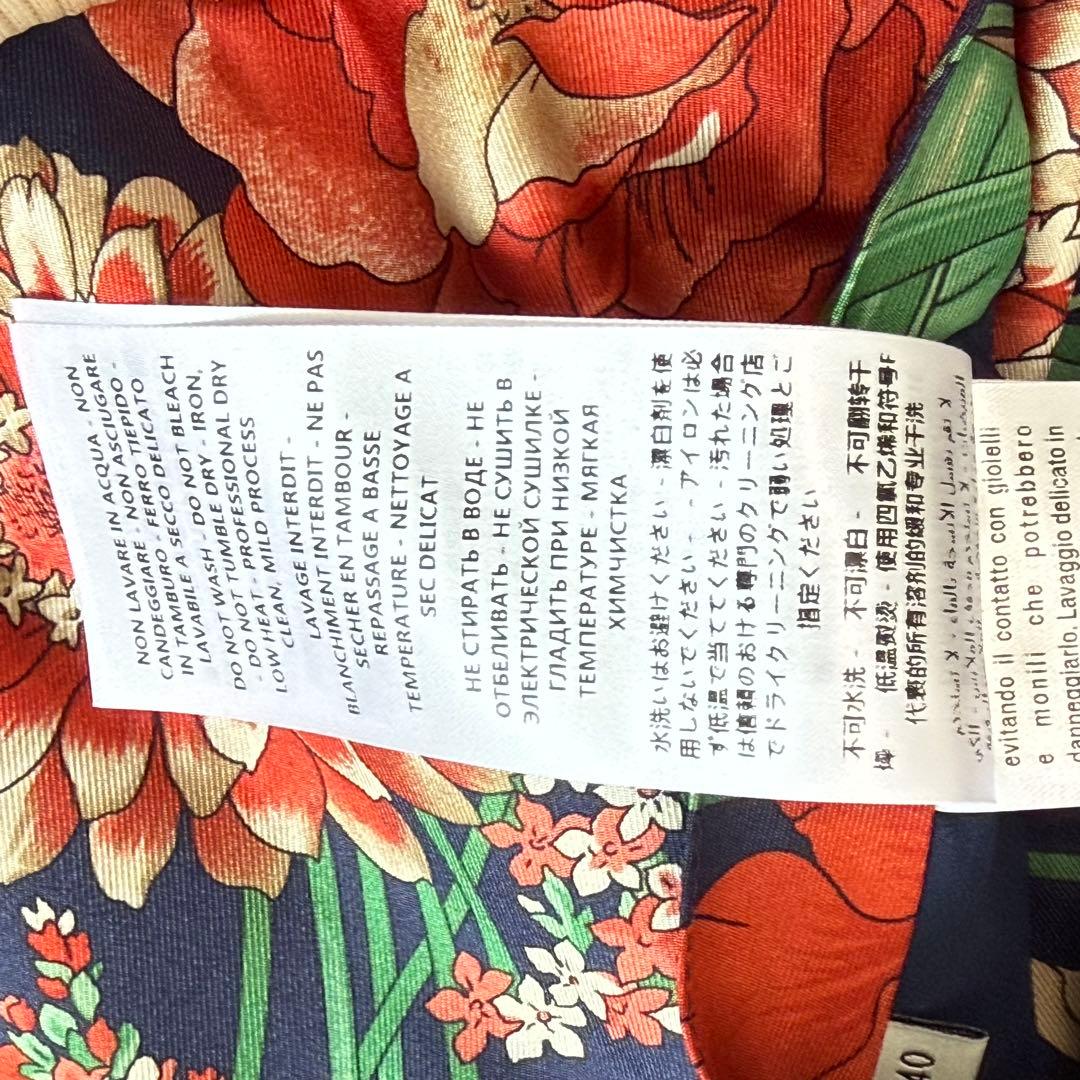 NON LAVARE IN ACQUA - NON
CANDEGGIARE - NON ASCIUGARE
IN TAMBURO - FERRO TIEPIDO -
LAVABILE A SECCO DELICATO
DO NOT WASH - DO NOT BLEACH
- DO NOT TUMBLE DRY - IRON,
LOW HEAT - PROFESSIONAL DRY
CLEAN, MILD PROCESS
LAVAGE INTERDIT -
BLANCHIMENT INTERDIT - NE PAS
SECHER EN TAMBOUR -
REPASSAGE A BASSE
TEMPERATURE - NETTOYAGE A
SEC DELICAT
НЕ СТИРАТЬ В ВОДЕ - НЕ
ОТБЕЛИВАТЬ - НЕ СУШИТЬ В
ЭЛЕКТРИЧЕСКОЙ СУШИЛКЕ -
ГЛАДИТЬ ПРИ НИЗКОЙ
ТЕМПЕРАТУРЕ - МЯГКАЯ
ХИМЧИСТКА
水洗いはお避けください - 漂白剤を使
用しないでください - - アイロンは必
ず低温で当ててください - 汚れた場合
は信頼のおける専門のクリーニング店
でドライクリーニングで弱い処理とご
指定ください
不可水洗 - 不可漂白 - 不可翻转干
燥 - 低温熨烫 - 使用四氯乙烯和符号F
代表的所有溶剂的缓和专业干洗
evitando il contatto con gioielli
e monili che potrebbero
danneggiarlo. Lavaggio delicato in
40